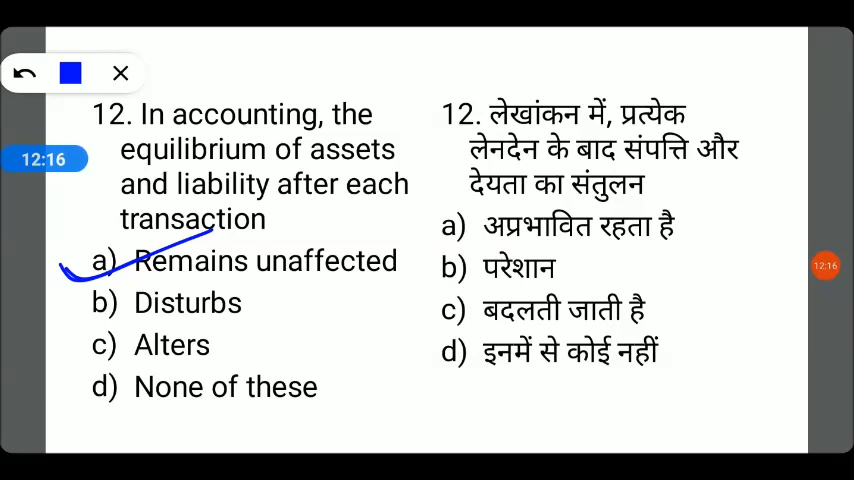 12:16
12. In accounting, the
equilibrium of assets
and liability after each
transaction
a) Remains unaffected
b) Disturbs
c) Alters
d) None of these
12. लेखांकन में, प्रत्येक
लेनदेन के बाद संपत्ति और
देयता का संतुलन
a) अप्रभावित रहता है
b) परेशान
c) बदलती जाती है
d) इनमें से कोई नहीं
12:16